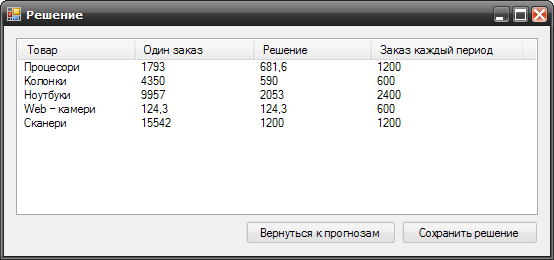 Решение
Товар Один заказ Решение Заказ каждый период
Процесори 1793 681,6 1200
Колонки 4350 590 600
Ноутбуки 9957 2053 2400
Web - камери 124,3 124,3 600
Сканери 15542 1200 1200
Вернуться к прогнозам Сохранить решение